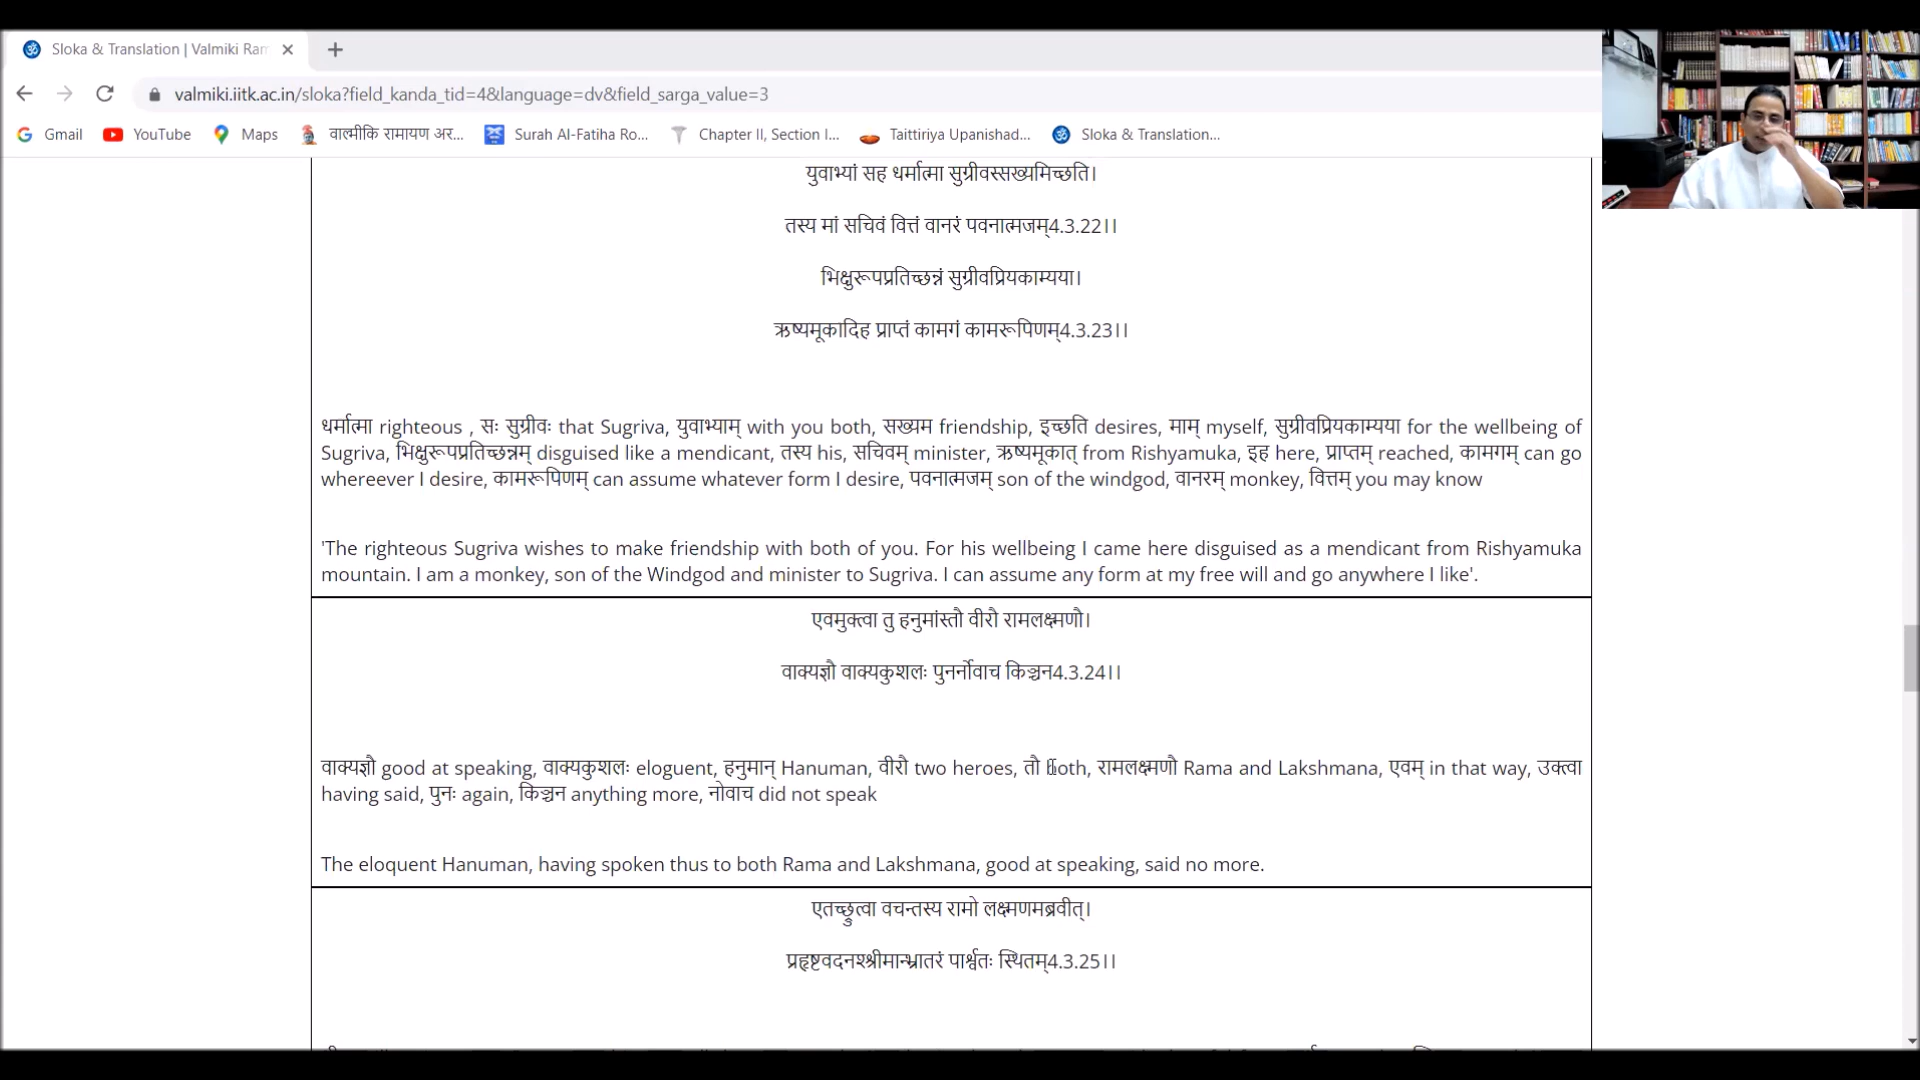 Sloka & Translation | Valmiki Ram
valmiki.iitk.ac.in/sloka?field_kanda_tid=4&language=dv&field_sarga_value=3
Gmail YouTube Maps वाल्मीकि रामायण अर... Surah Al-Fatiha Ro... Chapter II, Section I... Taittiriya Upanishad... Sloka & Translation...
युवाभ्यां सह धर्मात्मा सुग्रीवस्सख्यमिच्छति।
तस्य मां सचिवं वित्तं वानरं पवनात्मजम्4.3.22।।
भिक्षुरूपप्रतिच्छन्नं सुग्रीवप्रियकाम्यया।
ऋष्यमूकादिह प्राप्तं कामगं कामरूपिणम्4.3.23।।
धर्मात्मा righteous , सः सुग्रीवः that Sugriva, युवाभ्याम् with you both, सख्यम friendship, इच्छति desires, माम् myself, सुग्रीवप्रियकाम्यया for the wellbeing of
Sugriva, भिक्षुरूपप्रतिच्छन्नम् disguised like a mendicant, तस्य his, सचिवम् minister, ऋष्यमूकात् from Rishyamuka, इह here, प्राप्तम् reached, कामगम् can go
whereever I desire, कामरूपिणम् can assume whatever form I desire, पवनात्मजम् son of the windgod, वानरम् monkey, वित्तम् you may know
'The righteous Sugriva wishes to make friendship with both of you. For his wellbeing I came here disguised as a mendicant from Rishyamuka
mountain. I am a monkey, son of the Windgod and minister to Sugriva. I can assume any form at my free will and go anywhere I like'.
एवमुक्त्वा तु हनुमांस्तौ वीरौ रामलक्ष्मणौ।
वाक्यज्ञौ वाक्यकुशलः पुनर्नोवाच किञ्चन4.3.24।।
वाक्यज्ञौ good at speaking, वाक्यकुशलः eloguent, हनुमान् Hanuman, वीरौ two heroes, तौ both, रामलक्ष्मणौ Rama and Lakshmana, एवम् in that way, उक्त्वा
having said, पुनः again, किञ्चन anything more, नोवाच did not speak
The eloquent Hanuman, having spoken thus to both Rama and Lakshmana, good at speaking, said no more.
एतच्छ्रुत्वा वचन्तस्य रामो लक्ष्मणमब्रवीत्।
प्रहृष्टवदनश्श्रीमान्भ्रातरं पार्श्वतः स्थितम्4.3.25।।